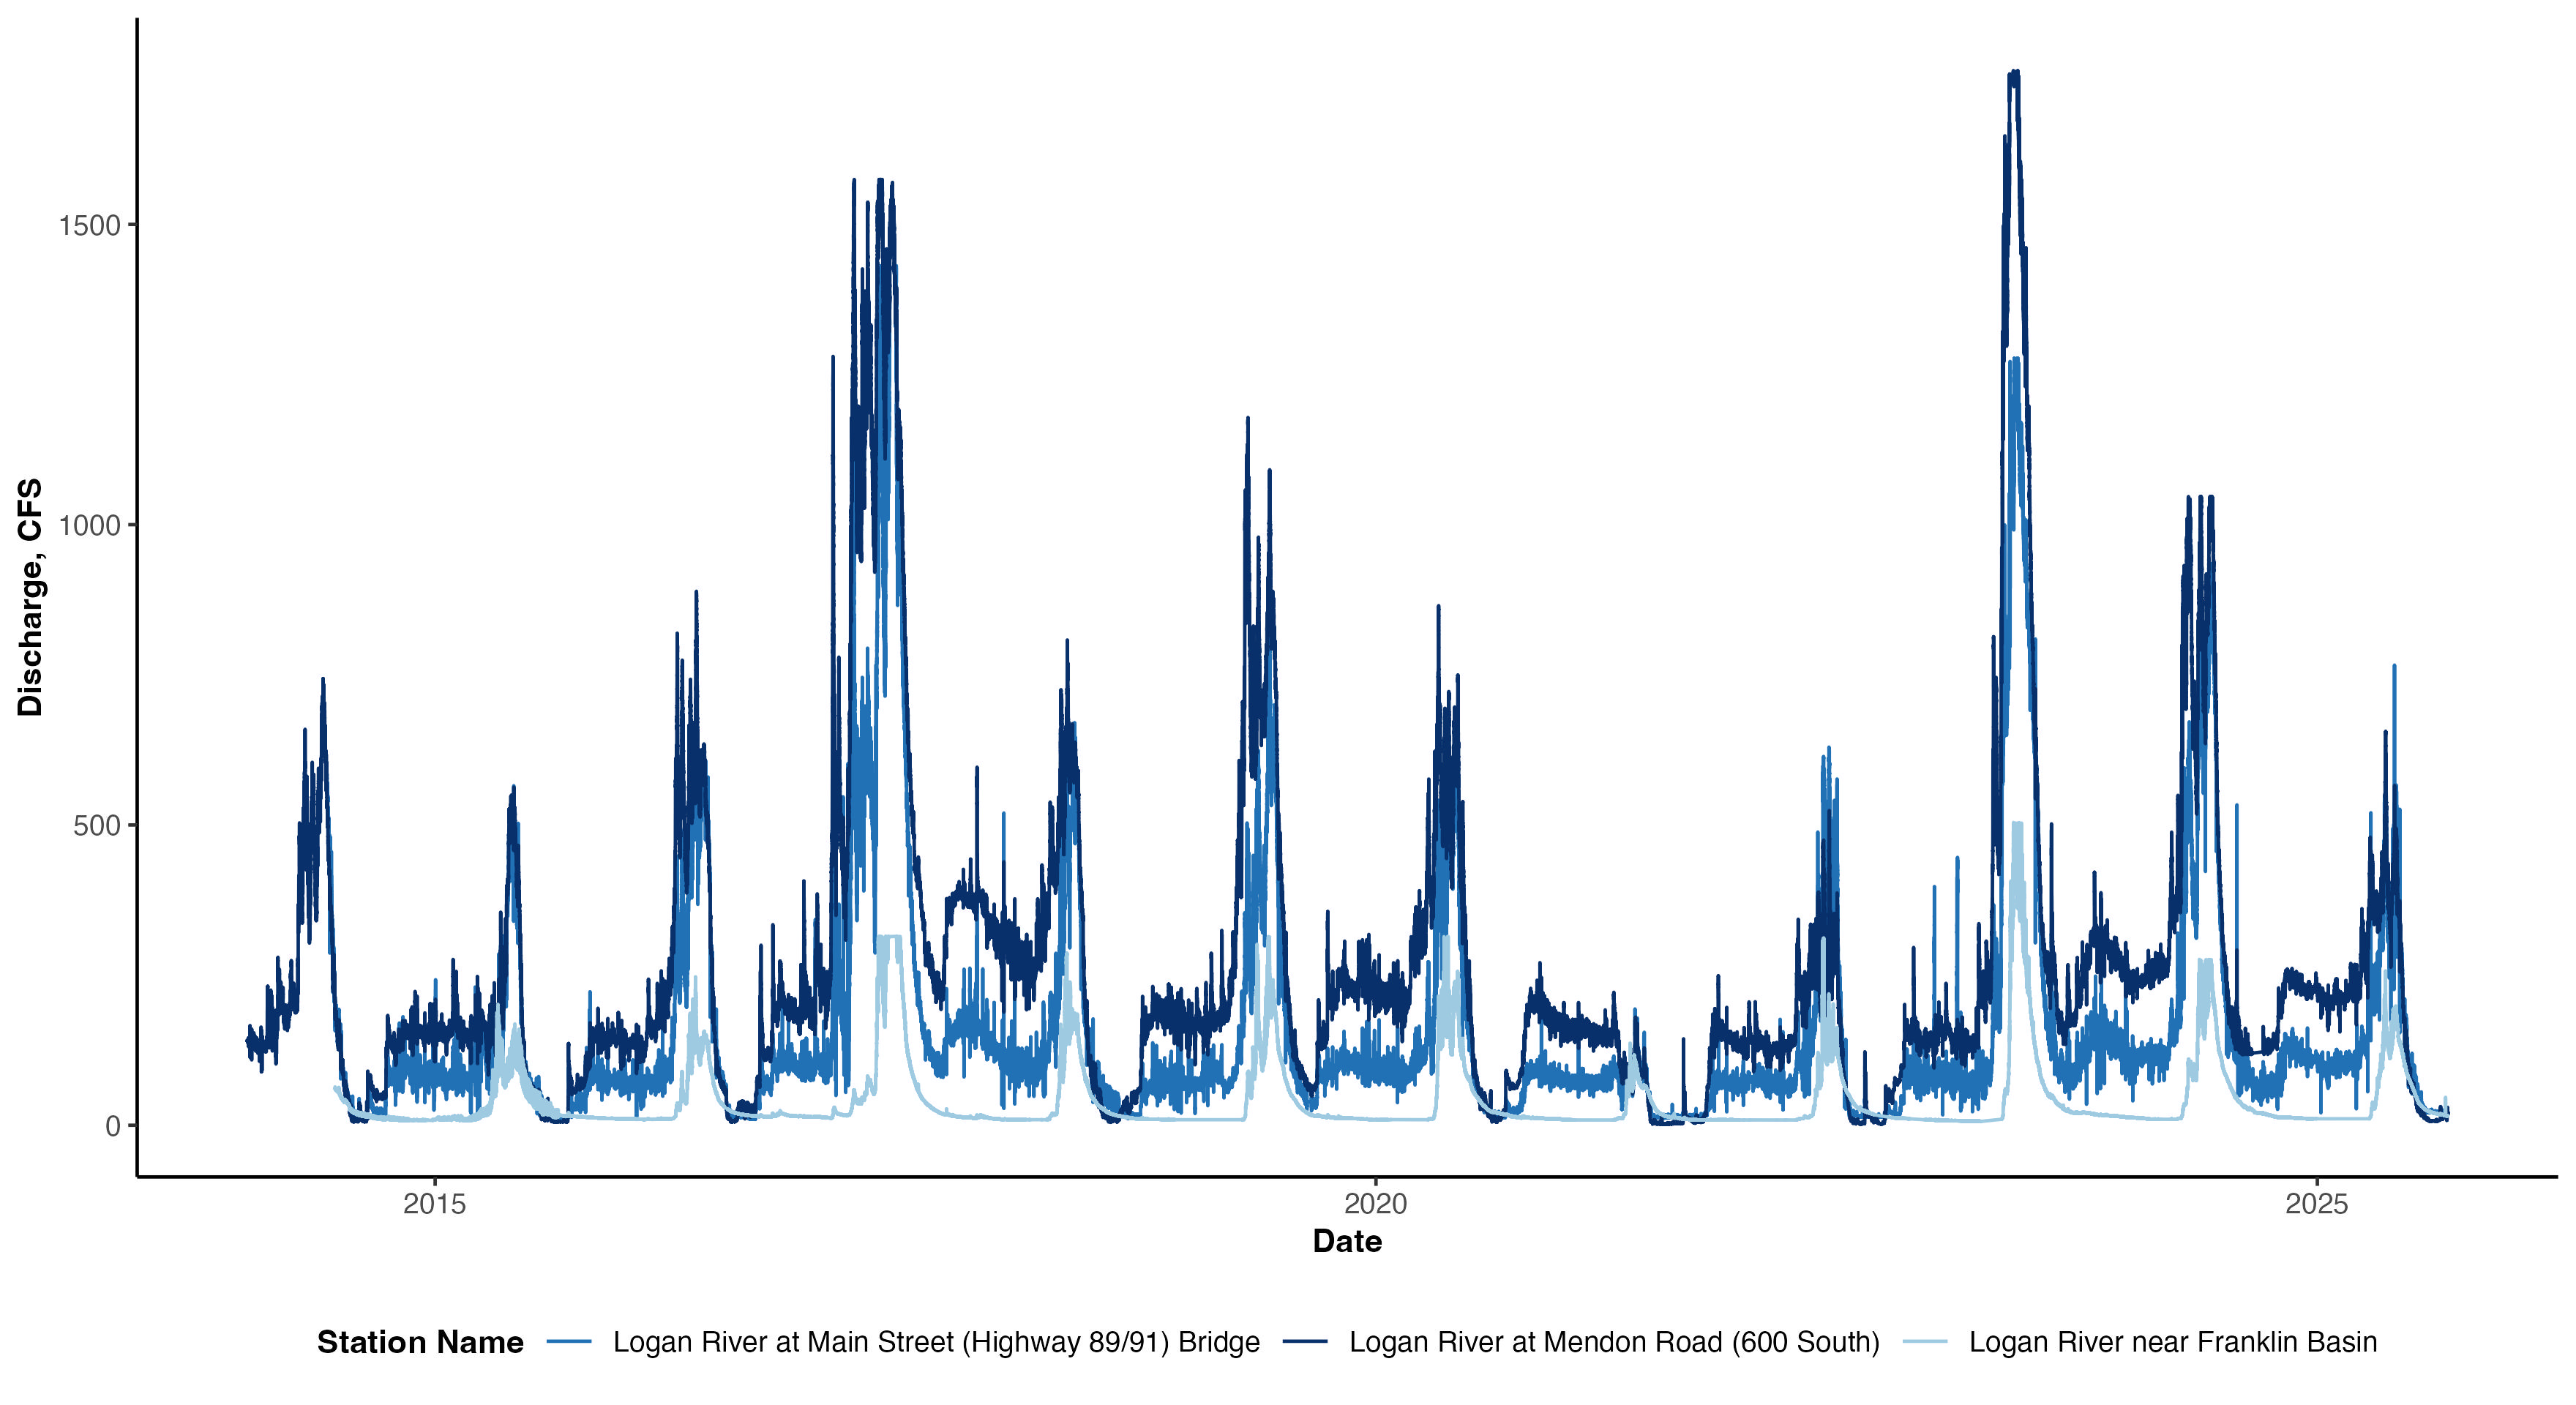 Discharge, CFS
1500
1000
500
0
2015 2020 2025
Date
Station Name Logan River at Main Street (Highway 89/91) Bridge Logan River at Mendon Road (600 South) Logan River near Franklin Basin